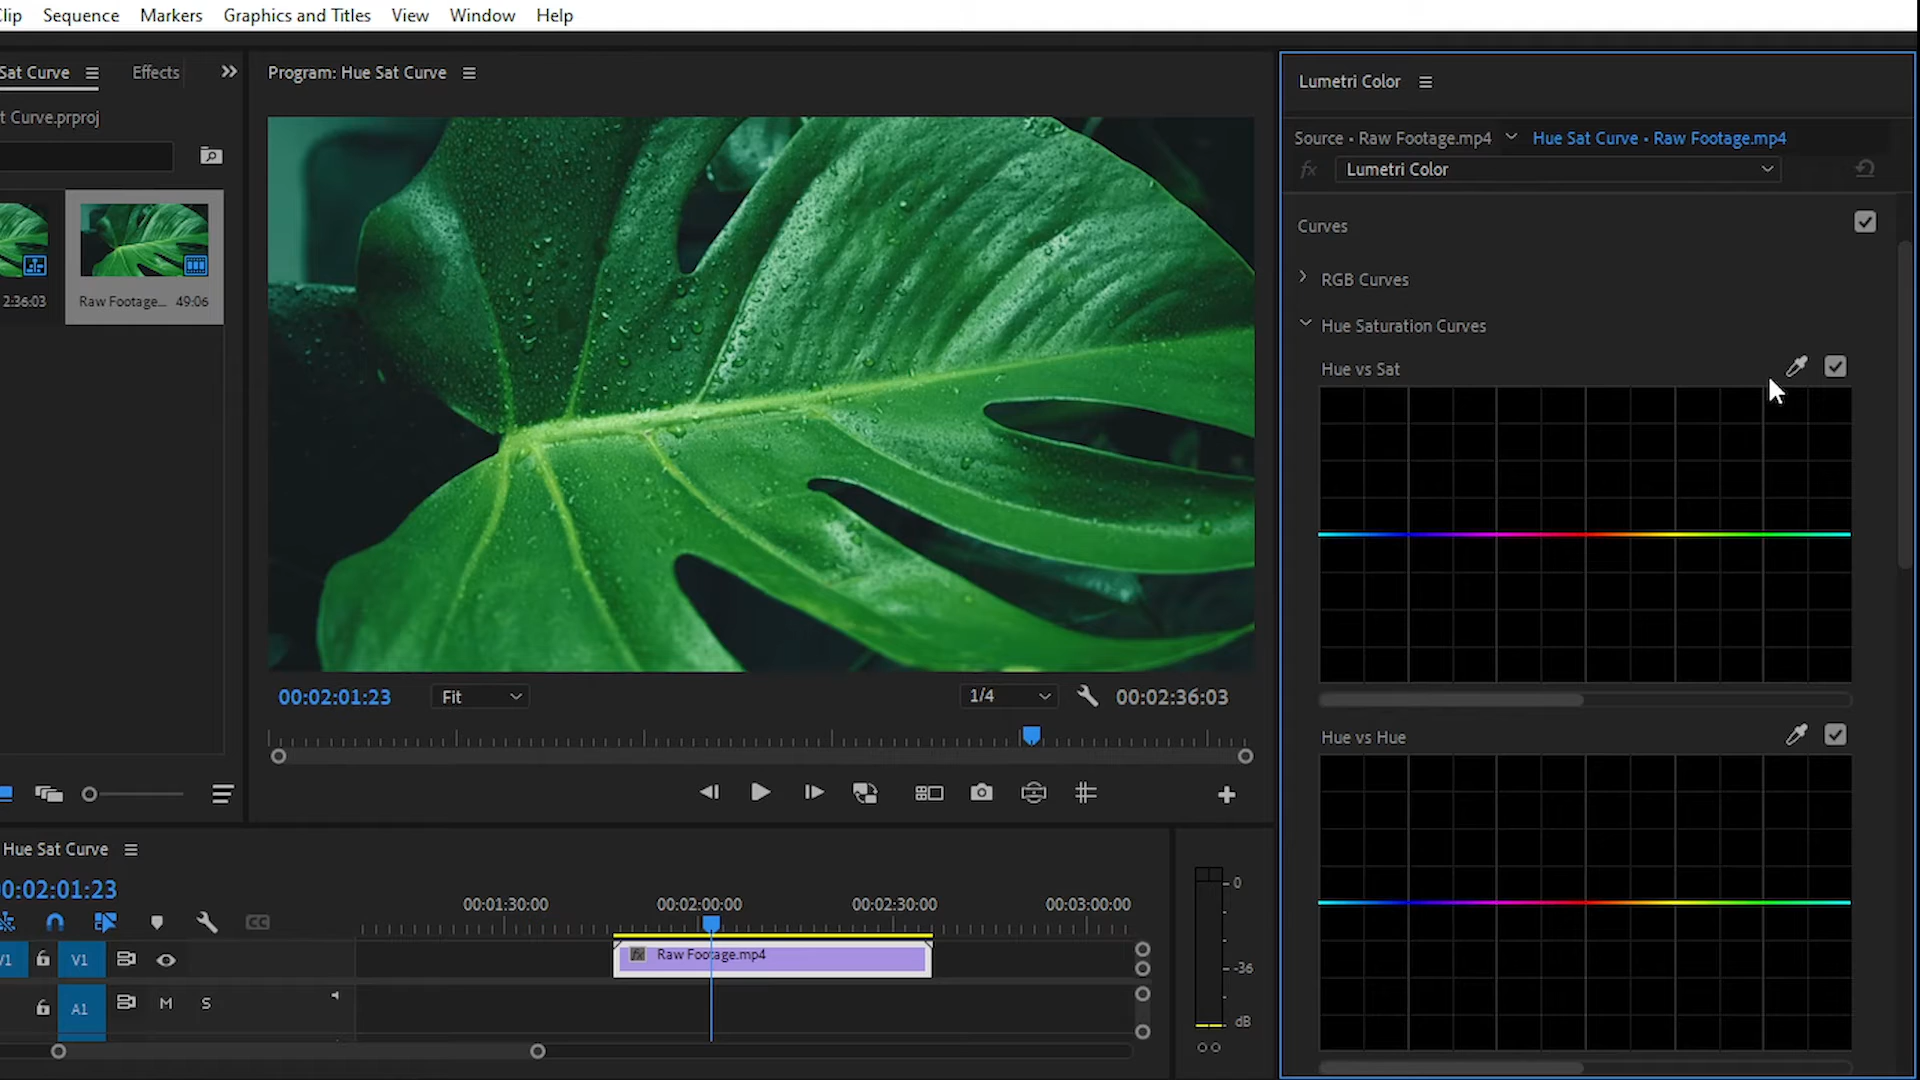 Clip Sequence Markers Graphics and Titles View Window Help
Sat Curve Effects
t Curve.prproj
2:36:03
Raw Footage... 49:06
Program: Hue Sat Curve
00:02:01:23 Fit 1/4 00:02:36:03
Lumetri Color
Source • Raw Footage.mp4 Hue Sat Curve • Raw Footage.mp4
fx Lumetri Color
Curves
RGB Curves
Hue Saturation Curves
Hue vs Sat
Hue vs Hue
Hue Sat Curve
0:02:01:23
00:01:30:00 00:02:00:00 00:02:30:00 00:03:00:00
CC
V1 V1 fx Raw Footage.mp4
A1 M S
0
-36
dB